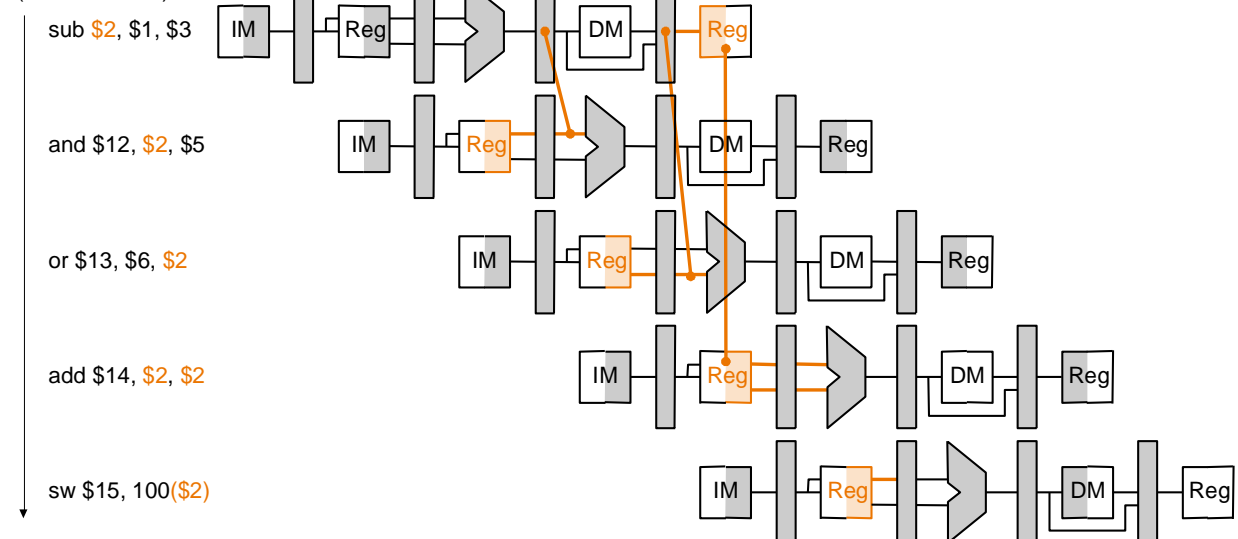 sub $2, $1, $3 IM Reg DM Reg
and $12, $2, $5 IM Reg DM Reg
or $13, $6, $2 IM Reg DM Reg
add $14, $2, $2 IM Reg DM Reg
sw $15, 100($2) IM Reg DM Reg